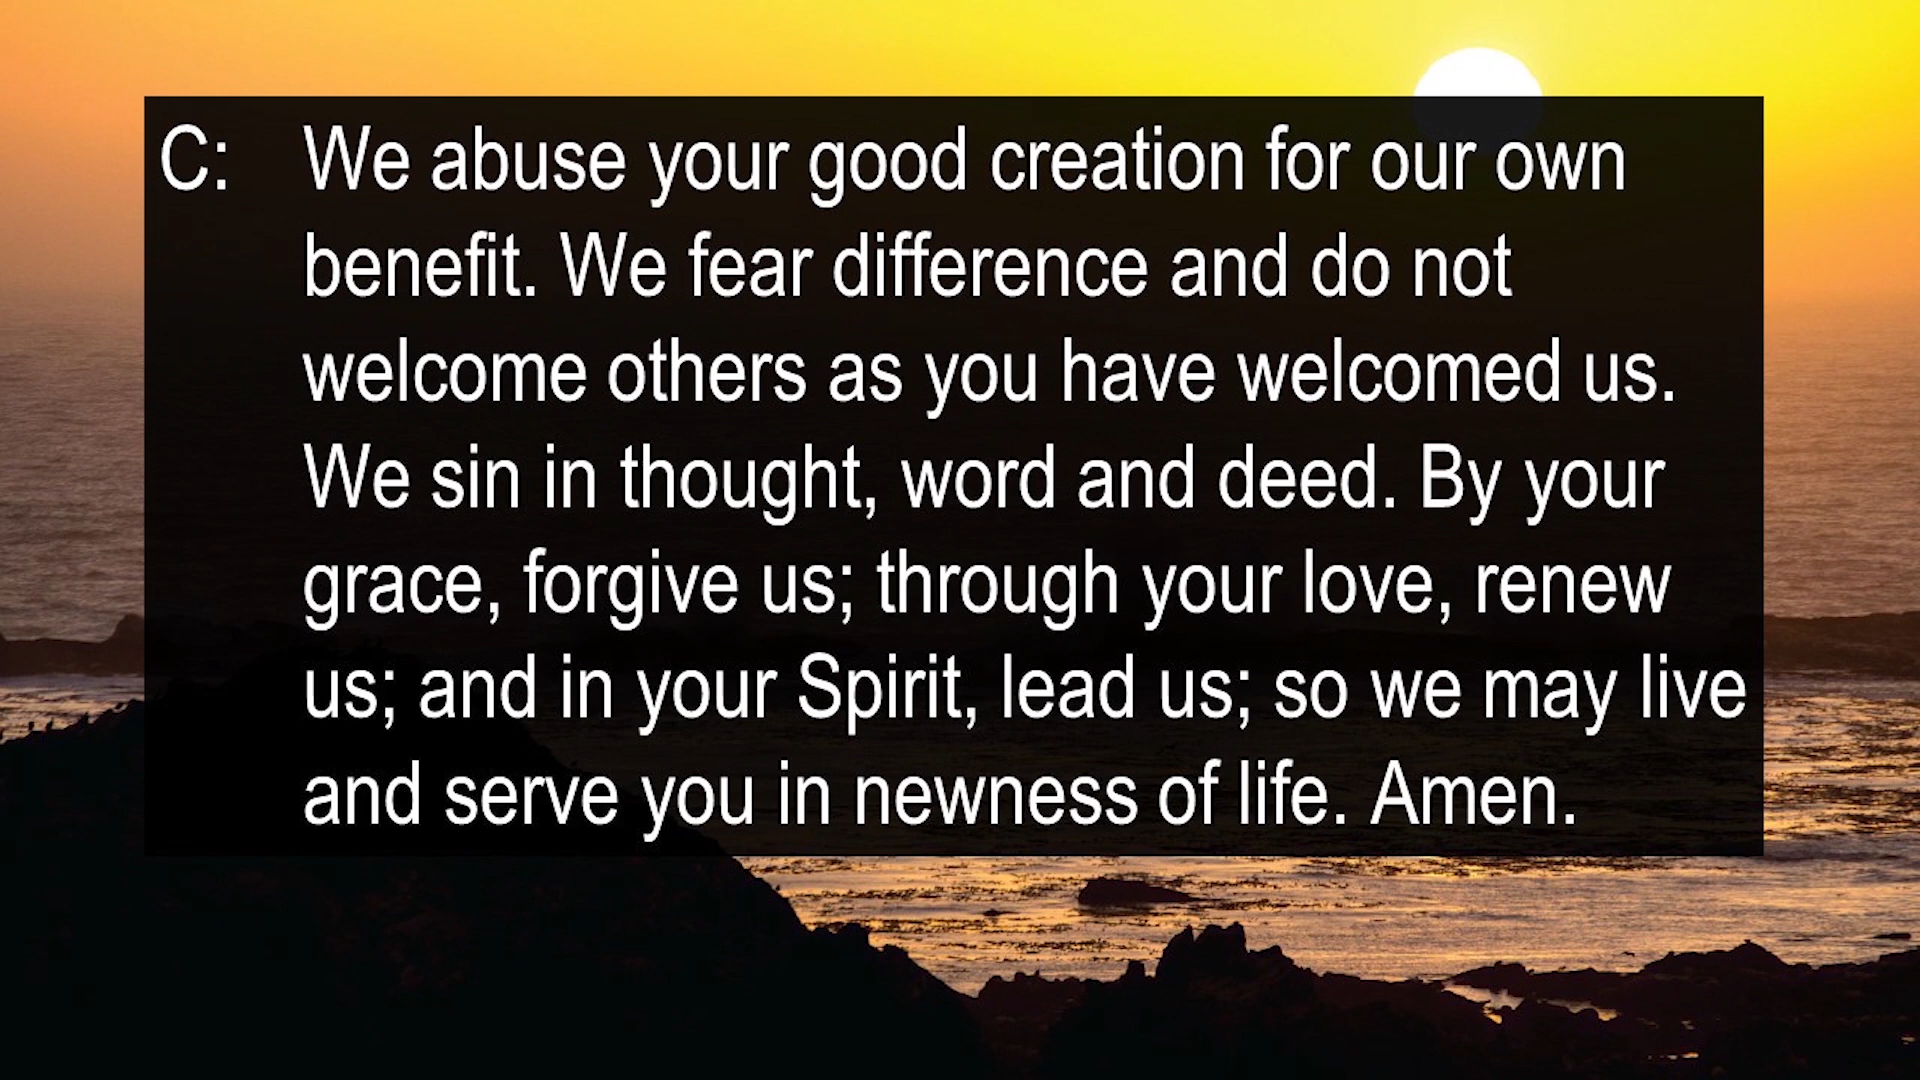 C: We abuse your good creation for our own
benefit. We fear difference and do not
welcome others as you have welcomed us.
We sin in thought, word and deed. By your
grace, forgive us; through your love, renew
us; and in your Spirit, lead us; so we may live
and serve you in newness of life. Amen.